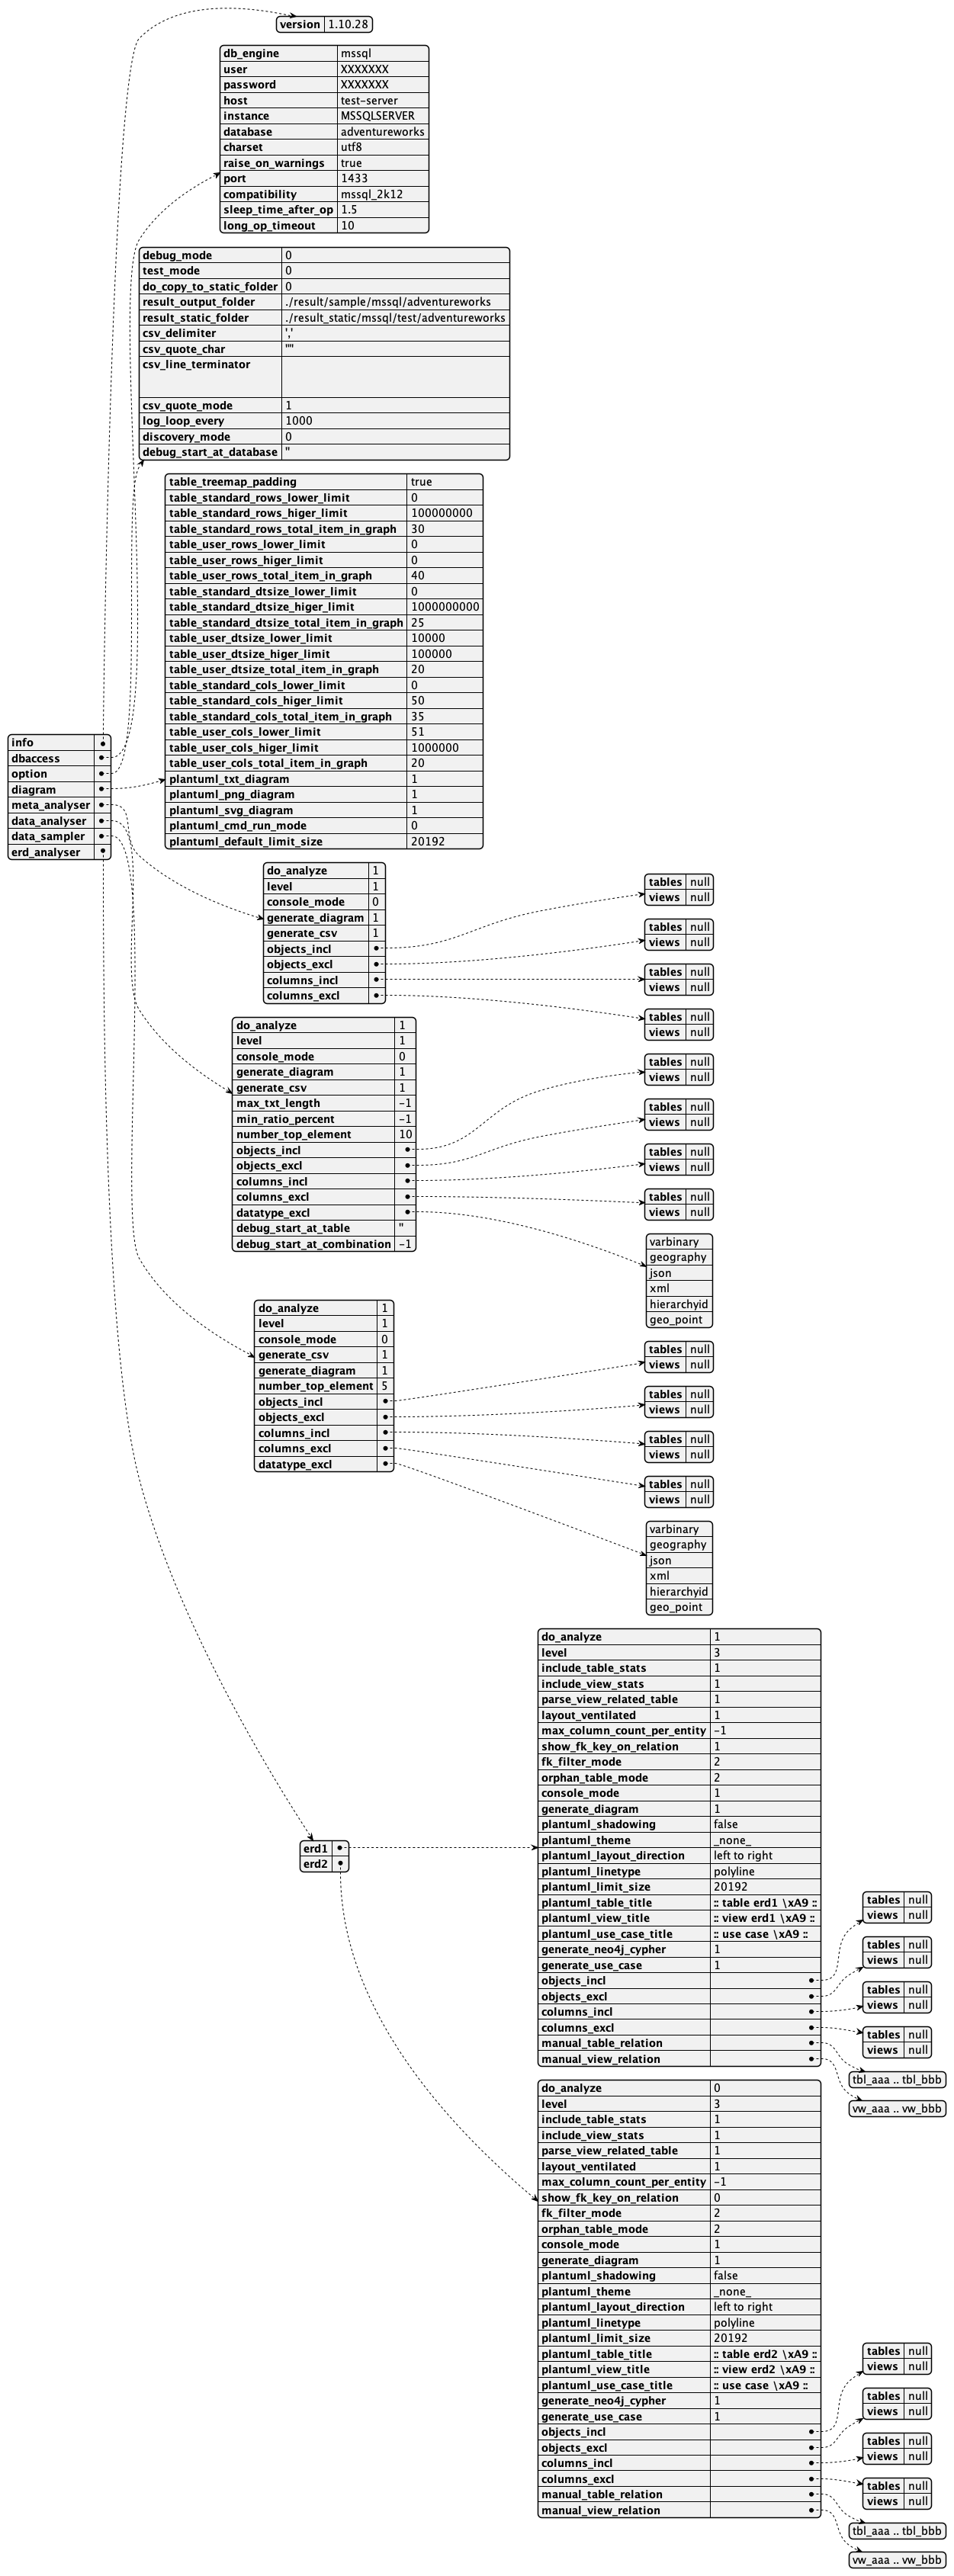 version 1.10.28
db_engine mssql
user XXXXXXX
password XXXXXXX
host test-server
instance MSSQLSERVER
database adventureworks
charset utf8
raise_on_warnings true
port 1433
compatibility mssql_2k12
sleep_time_after_op 1.5
long_op_timeout 10
debug_mode 0
test_mode 0
do_copy_to_static_folder 0
result_output_folder ./result/sample/mssql/adventureworks
result_static_folder ./result_static/mssql/test/adventureworks
csv_delimiter ','
csv_quote_char '"'
csv_line_terminator
csv_quote_mode 1
log_loop_every 1000
discovery_mode 0
debug_start_at_database ''
table_treemap_padding true
table_standard_rows_lower_limit 0
table_standard_rows_higer_limit 100000000
table_standard_rows_total_item_in_graph 30
table_user_rows_lower_limit 0
table_user_rows_higer_limit 0
table_user_rows_total_item_in_graph 40
table_standard_dtsize_lower_limit 0
table_standard_dtsize_higer_limit 1000000000
table_standard_dtsize_total_item_in_graph 25
table_user_dtsize_lower_limit 10000
table_user_dtsize_higer_limit 100000
table_user_dtsize_total_item_in_graph 20
table_standard_cols_lower_limit 0
table_standard_cols_higer_limit 50
table_standard_cols_total_item_in_graph 35
table_user_cols_lower_limit 51
table_user_cols_higer_limit 1000000
table_user_cols_total_item_in_graph 20
plantuml_txt_diagram 1
plantuml_png_diagram 1
plantuml_svg_diagram 1
plantuml_cmd_run_mode 0
plantuml_default_limit_size 20192
info
dbaccess
option
diagram
meta_analyser
data_analyser
data_sampler
erd_analyser
do_analyze 1
level 1
console_mode 0
generate_diagram 1
generate_csv 1
objects_incl
objects_excl
columns_incl
columns_excl
tables null
views null
tables null
views null
tables null
views null
tables null
views null
do_analyze 1
level 1
console_mode 0
generate_diagram 1
generate_csv 1
max_txt_length -1
min_ratio_percent -1
number_top_element 10
objects_incl
objects_excl
columns_incl
columns_excl
datatype_excl
debug_start_at_table ''
debug_start_at_combination -1
tables null
views null
tables null
views null
tables null
views null
tables null
views null
varbinary
geography
json
xml
hierarchyid
geo_point
do_analyze 1
level 1
console_mode 0
generate_csv 1
generate_diagram 1
number_top_element 5
objects_incl
objects_excl
columns_incl
columns_excl
datatype_excl
tables null
views null
tables null
views null
tables null
views null
tables null
views null
varbinary
geography
json
xml
hierarchyid
geo_point
erd1
erd2
do_analyze 1
level 3
include_table_stats 1
include_view_stats 1
parse_view_related_table 1
layout_ventilated 1
max_column_count_per_entity -1
show_fk_key_on_relation 1
fk_filter_mode 2
orphan_table_mode 2
console_mode 1
generate_diagram 1
plantuml_shadowing false
plantuml_theme _none_
plantuml_layout_direction left to right
plantuml_linetype polyline
plantuml_limit_size 20192
plantuml_table_title :: table erd1 \xA9 ::
plantuml_view_title :: view erd1 \xA9 ::
plantuml_use_case_title :: use case \xA9 ::
generate_neo4j_cypher 1
generate_use_case 1
objects_incl
objects_excl
columns_incl
columns_excl
manual_table_relation
manual_view_relation
tables null
views null
tables null
views null
tables null
views null
tables null
views null
tbl_aaa .. tbl_bbb
vw_aaa .. vw_bbb
do_analyze 0
level 3
include_table_stats 1
include_view_stats 1
parse_view_related_table 1
layout_ventilated 1
max_column_count_per_entity -1
show_fk_key_on_relation 0
fk_filter_mode 2
orphan_table_mode 2
console_mode 1
generate_diagram 1
plantuml_shadowing false
plantuml_theme _none_
plantuml_layout_direction left to right
plantuml_linetype polyline
plantuml_limit_size 20192
plantuml_table_title :: table erd2 \xA9 ::
plantuml_view_title :: view erd2 \xA9 ::
plantuml_use_case_title :: use case \xA9 ::
generate_neo4j_cypher 1
generate_use_case 1
objects_incl
objects_excl
columns_incl
columns_excl
manual_table_relation
manual_view_relation
tables null
views null
tables null
views null
tables null
views null
tables null
views null
tbl_aaa .. tbl_bbb
vw_aaa .. vw_bbb